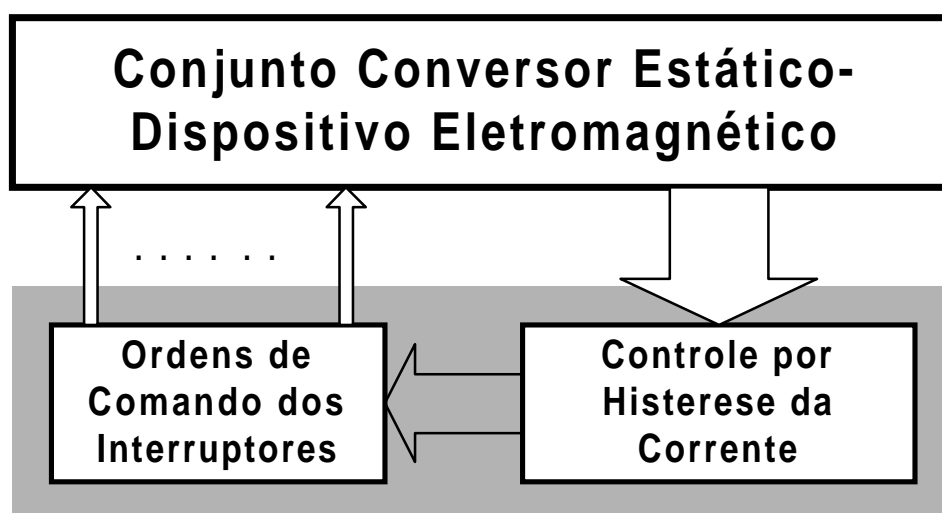 Conjunto Conversor Estático-
Dispositivo Eletromagnético
. . . . . .
Ordens de
Comando dos
Interruptores
Controle por
Histerese da
Corrente